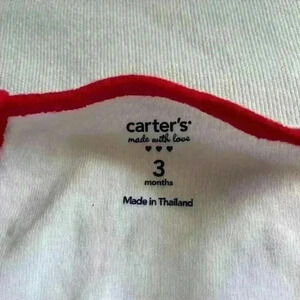 carter's
made with love
♥ ♥ ♥
3
months
Made in Thailand